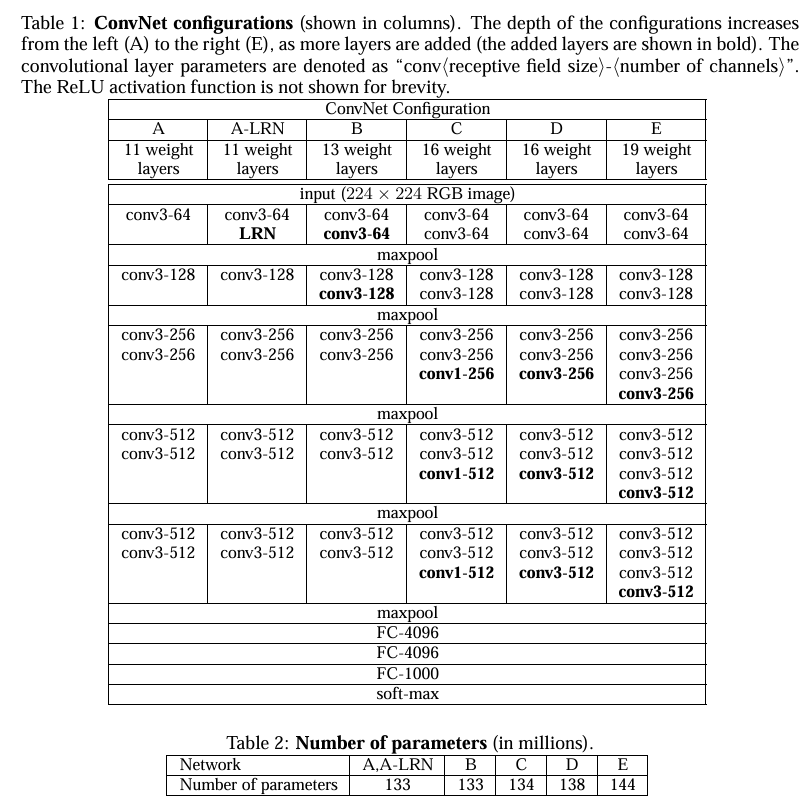 Table 1: ConvNet configurations (shown in columns). The depth of the configurations increases
from the left (A) to the right (E), as more layers are added (the added layers are shown in bold). The
convolutional layer parameters are denoted as “conv⟨receptive field size⟩-⟨number of channels⟩”.
The ReLU activation function is not shown for brevity.
ConvNet Configuration
A A-LRN B C D E
11 weight 11 weight 13 weight 16 weight 16 weight 19 weight
layers layers layers layers layers layers
input (224 × 224 RGB image)
conv3-64 conv3-64 conv3-64 conv3-64 conv3-64 conv3-64
LRN conv3-64 conv3-64 conv3-64 conv3-64
maxpool
conv3-128 conv3-128 conv3-128 conv3-128 conv3-128 conv3-128
conv3-128 conv3-128 conv3-128 conv3-128
maxpool
conv3-256 conv3-256 conv3-256 conv3-256 conv3-256 conv3-256
conv3-256 conv3-256 conv3-256 conv3-256 conv3-256 conv3-256
conv1-256 conv3-256 conv3-256
conv3-256
maxpool
conv3-512 conv3-512 conv3-512 conv3-512 conv3-512 conv3-512
conv3-512 conv3-512 conv3-512 conv3-512 conv3-512 conv3-512
conv1-512 conv3-512 conv3-512
conv3-512
maxpool
conv3-512 conv3-512 conv3-512 conv3-512 conv3-512 conv3-512
conv3-512 conv3-512 conv3-512 conv3-512 conv3-512 conv3-512
conv1-512 conv3-512 conv3-512
conv3-512
maxpool
FC-4096
FC-4096
FC-1000
soft-max
Table 2: Number of parameters (in millions).
Network A,A-LRN B C D E
Number of parameters 133 133 134 138 144